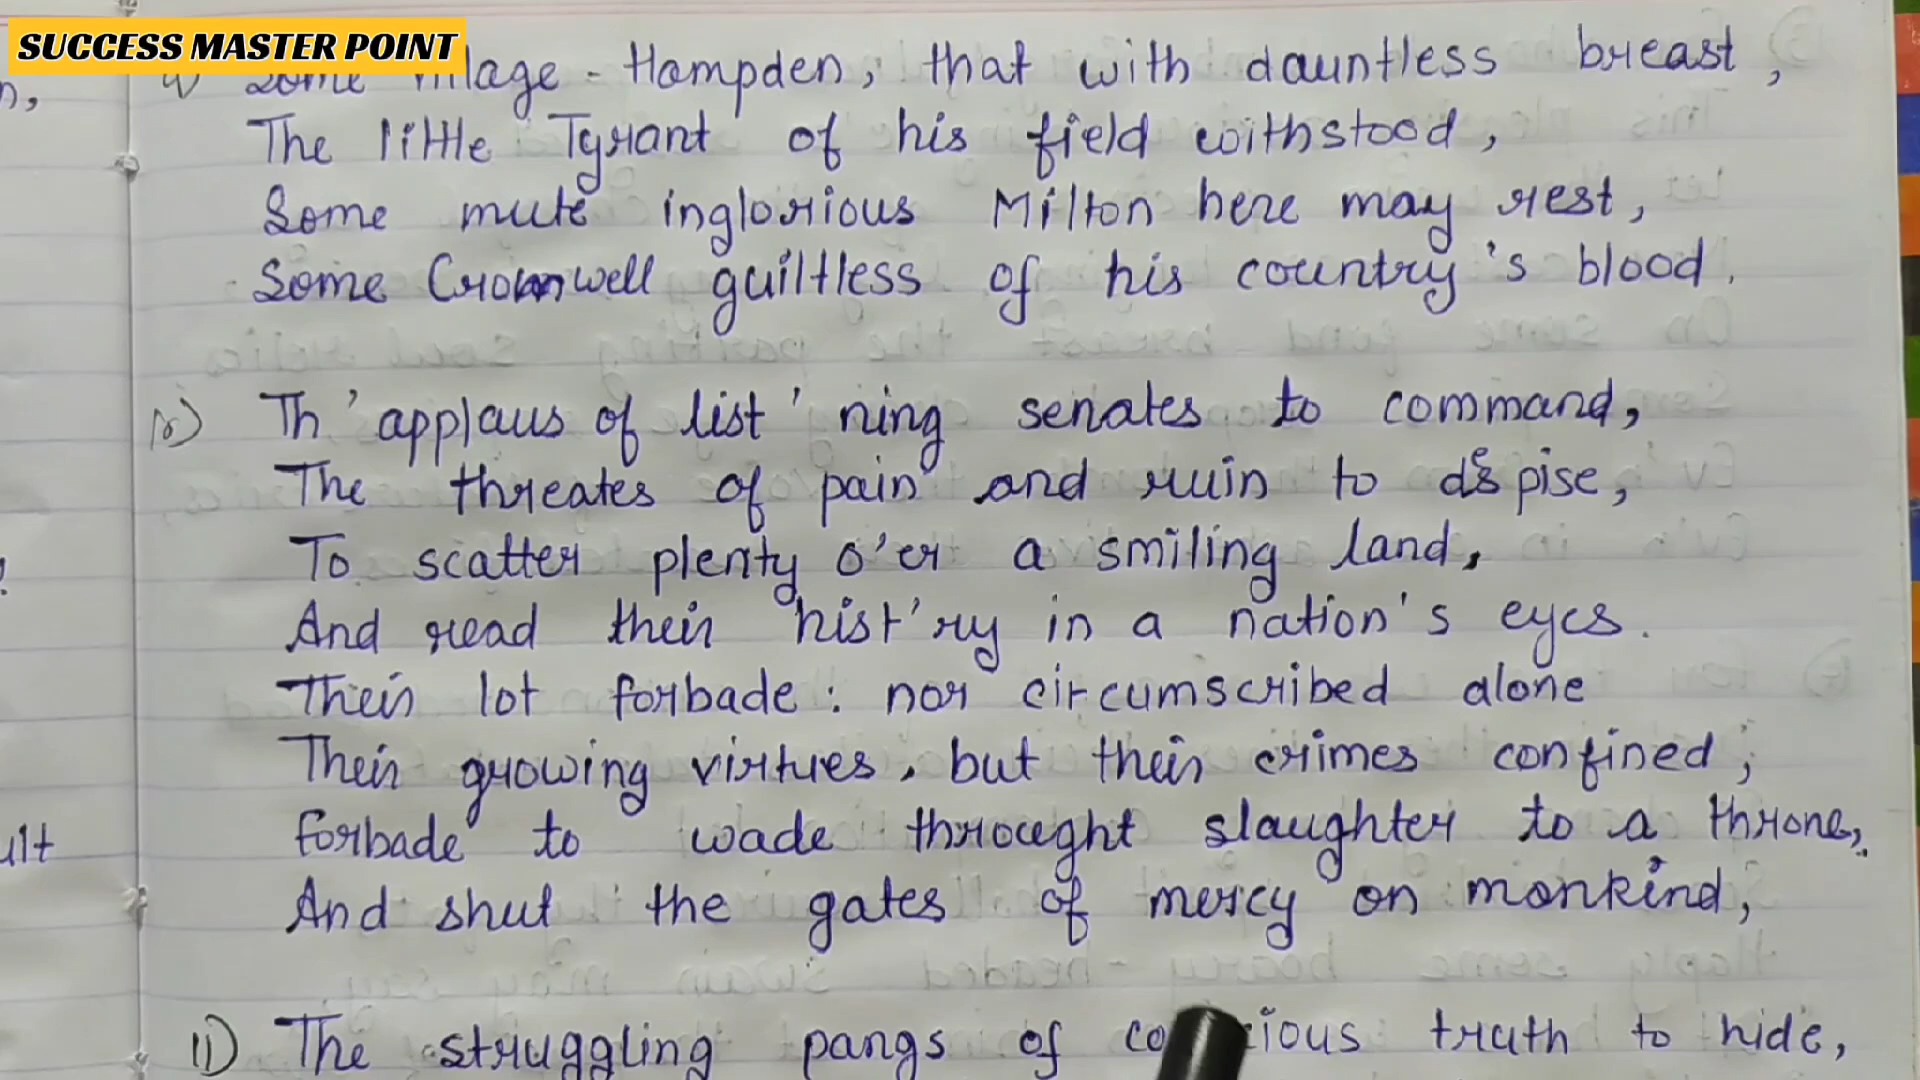 SUCCESS MASTER POINT
n,
Some village - Hampden, that with dauntless breast,
The little Tyrant of his field withstood,
Some mute inglorious Milton here may rest,
Some Cromwell guiltless of his country's blood.
Th' applaus of list'ning senates to command,
The threates of pain and ruin to despise,
To scatter plenty o'er a smiling land,
And read their hist'ry in a nation's eyes.
Their lot forbade: nor circumscribed alone
Their growing virtues, but their crimes confined;
ult
forbade to wade throught slaughter to a throne,
And shut the gates of mercy on mankind,
11) The struggling pangs of truth to hide,